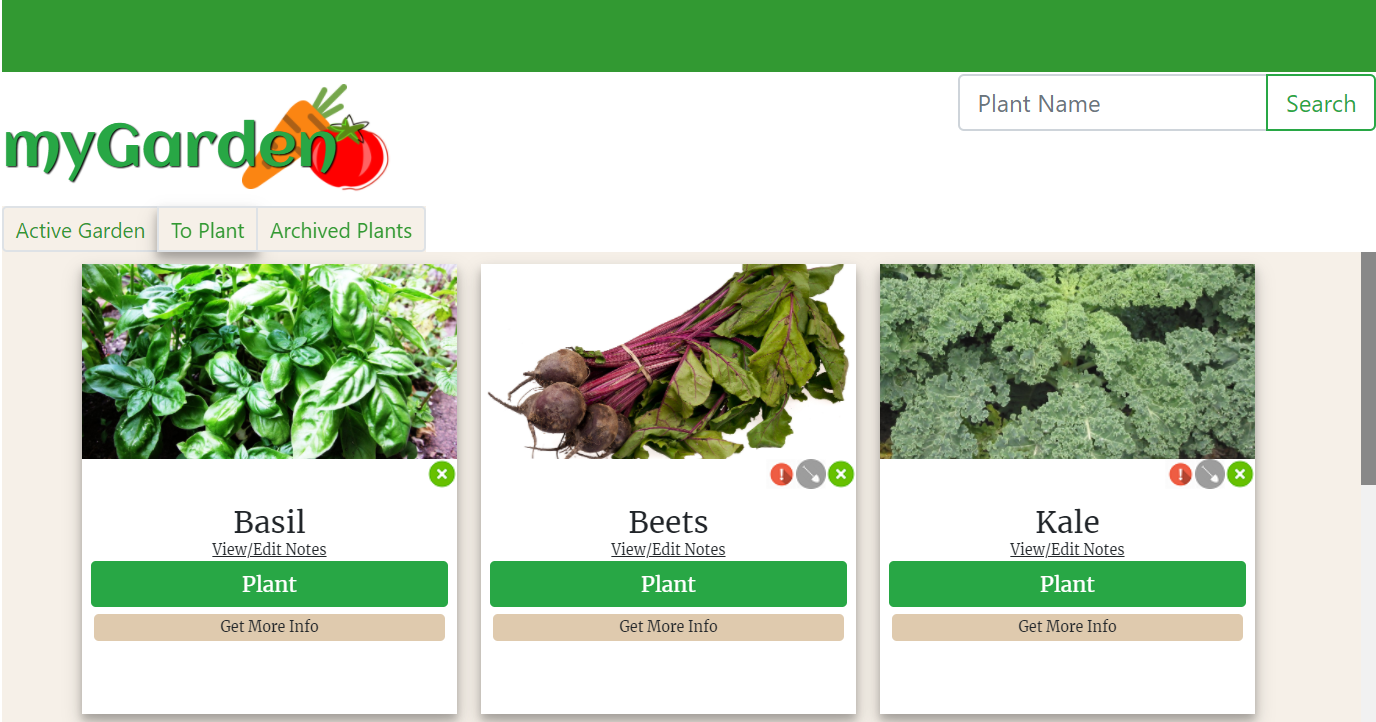 myGarden
Plant Name
Search
Active Garden
To Plant
Archived Plants
Basil
View/Edit Notes
Plant
Get More Info
Beets
View/Edit Notes
Plant
Get More Info
Kale
View/Edit Notes
Plant
Get More Info